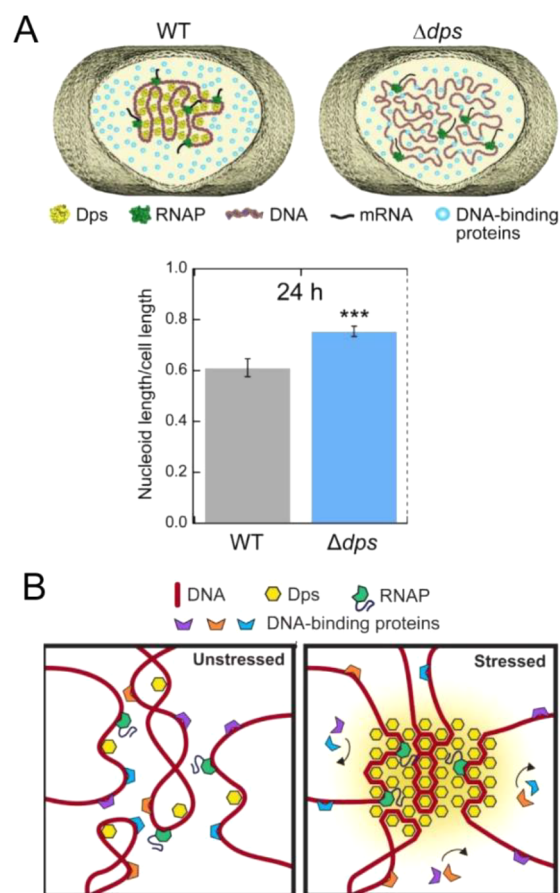 A
WT
Δdps
Dps
RNAP
DNA
mRNA
DNA-binding
proteins
1.0
24 h
0.8
***
0.6
0.4
0.2
0.0
Nucleoid length/cell length
WT
Δdps
B
DNA
Dps
RNAP
DNA-binding proteins
Unstressed
Stressed